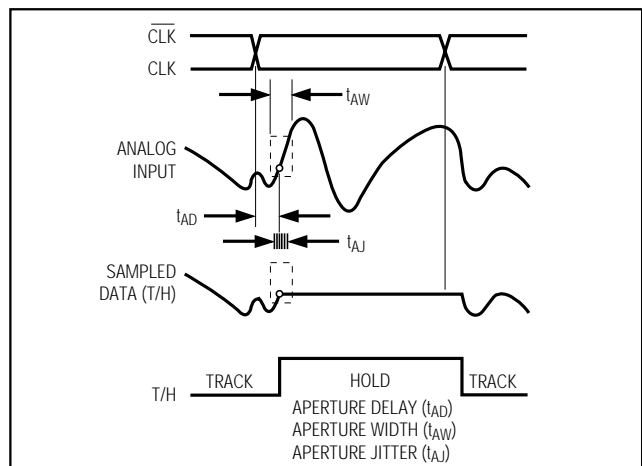 CLK
CLK
tAW
ANALOG
INPUT
tAD
tAJ
SAMPLED
DATA (T/H)
TRACK
HOLD
TRACK
T/H
APERTURE DELAY (tAD)
APERTURE WIDTH (tAW)
APERTURE JITTER (tAJ)